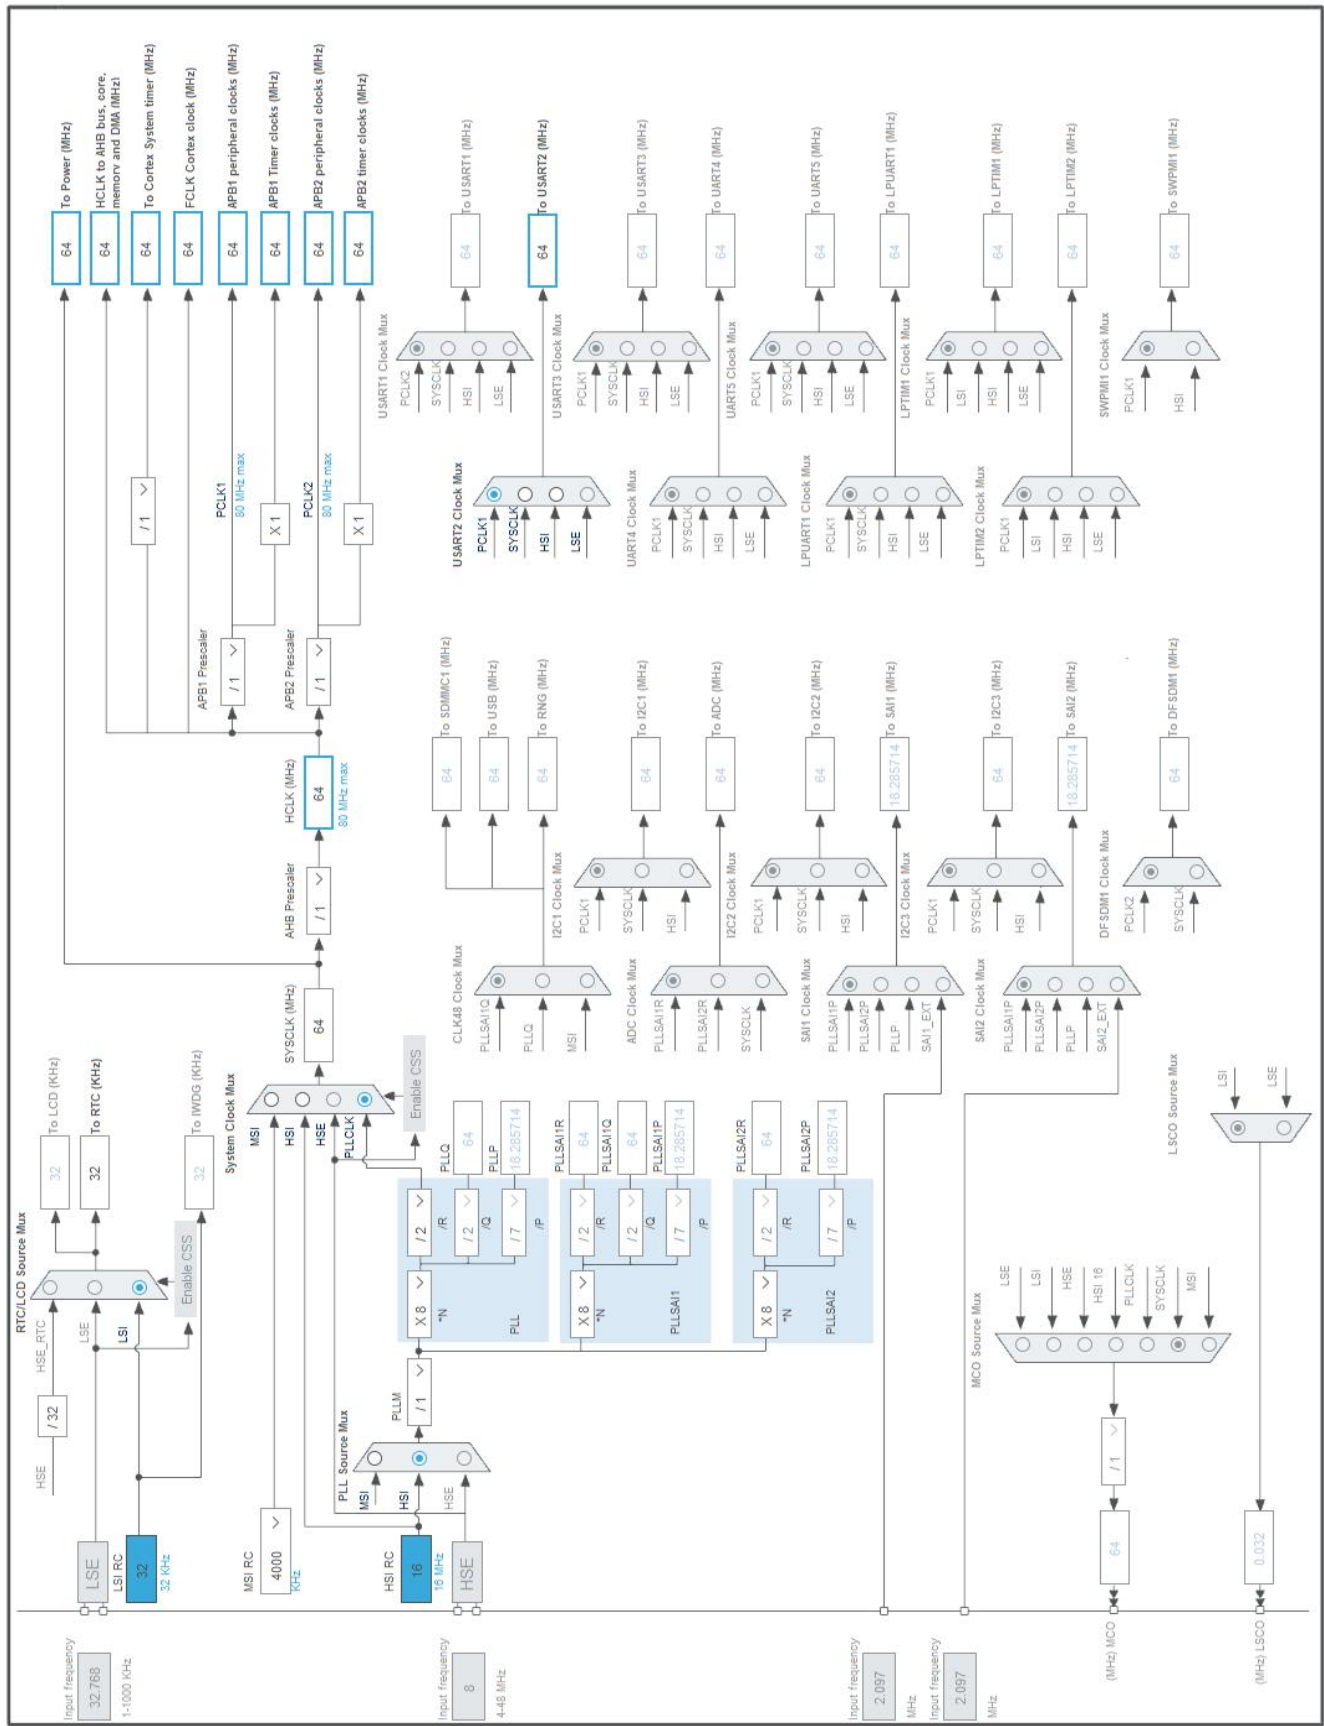 Input frequency
32.768
1-1000 KHz
LSE
LSI RC
32
32 KHz
HSE
/ 32
HSE_RTC
LSE
LSI
RTC/LCD Source Mux
Enable CSS
32
To LCD (KHz)
32
To RTC (KHz)
32
To IWDG (KHz)
MSI RC
4000
KHz
HSI RC
16
16 MHz
Input frequency
8
4-48 MHz
HSE
PLL Source Mux
MSI
HSI
HSE
PLLM
/ 1
System Clock Mux
MSI
HSI
HSE
PLLCLK
Enable CSS
X 8
*N
PLL
/ 2
/R
/ 2
/Q
/ 7
/P
PLLQ
64
PLLP
18.285714
X 8
*N
PLLSAI1
/ 2
/R
/ 2
/Q
/ 7
/P
PLLSAI1R
64
PLLSAI1Q
64
PLLSAI1P
18.285714
X 8
*N
PLLSAI2
/ 2
/R
/ 7
/P
PLLSAI2R
64
PLLSAI2P
18.285714
SYSCLK (MHz)
64
AHB Prescaler
/ 1
HCLK (MHz)
64
80 MHz max
APB1 Prescaler
/ 1
APB2 Prescaler
/ 1
/ 1
PCLK1
80 MHz max
X 1
PCLK2
80 MHz max
X 1
64
To Power (MHz)
64
HCLK to AHB bus, core,
memory and DMA (MHz)
64
To Cortex System timer (MHz)
64
FCLK Cortex clock (MHz)
64
APB1 peripheral clocks (MHz)
64
APB1 Timer clocks (MHz)
64
APB2 peripheral clocks (MHz)
64
APB2 timer clocks (MHz)
CLK48 Clock Mux
PLLSAI1Q
PLLQ
MSI
64
To SDMMC1 (MHz)
64
To USB (MHz)
64
To RNG (MHz)
I2C1 Clock Mux
PCLK1
SYSCLK
HSI
64
To I2C1 (MHz)
ADC Clock Mux
PLLSAI1R
PLLSAI2R
SYSCLK
64
To ADC (MHz)
I2C2 Clock Mux
PCLK1
SYSCLK
HSI
64
To I2C2 (MHz)
SAI1 Clock Mux
PLLSAI1P
PLLSAI2P
PLLP
SAI1_EXT
18.285714
To SAI1 (MHz)
I2C3 Clock Mux
PCLK1
SYSCLK
HSI
64
To I2C3 (MHz)
SAI2 Clock Mux
PLLSAI1P
PLLSAI2P
PLLP
SAI2_EXT
18.285714
To SAI2 (MHz)
DFSDM1 Clock Mux
PCLK2
SYSCLK
64
To DFSDM1 (MHz)
USART1 Clock Mux
PCLK2
SYSCLK
HSI
LSE
64
To USART1 (MHz)
USART2 Clock Mux
PCLK1
SYSCLK
HSI
LSE
64
To USART2 (MHz)
USART3 Clock Mux
PCLK1
SYSCLK
HSI
LSE
64
To USART3 (MHz)
UART4 Clock Mux
PCLK1
SYSCLK
HSI
LSE
64
To UART4 (MHz)
UART5 Clock Mux
PCLK1
SYSCLK
HSI
LSE
64
To UART5 (MHz)
LPUART1 Clock Mux
PCLK1
SYSCLK
HSI
LSE
64
To LPUART1 (MHz)
LPTIM1 Clock Mux
PCLK1
LSI
HSI
LSE
64
To LPTIM1 (MHz)
LPTIM2 Clock Mux
PCLK1
LSI
HSI
LSE
64
To LPTIM2 (MHz)
SWPMI1 Clock Mux
PCLK1
HSI
64
To SWPMI1 (MHz)
Input frequency
2.097
MHz
Input frequency
2.097
MHz
MCO Source Mux
LSE
LSI
HSE
HSI 16
PLLCLK
SYSCLK
MSI
/ 1
64
(MHz) MCO
LSCO Source Mux
LSI
LSE
0.032
(MHz) LSCO